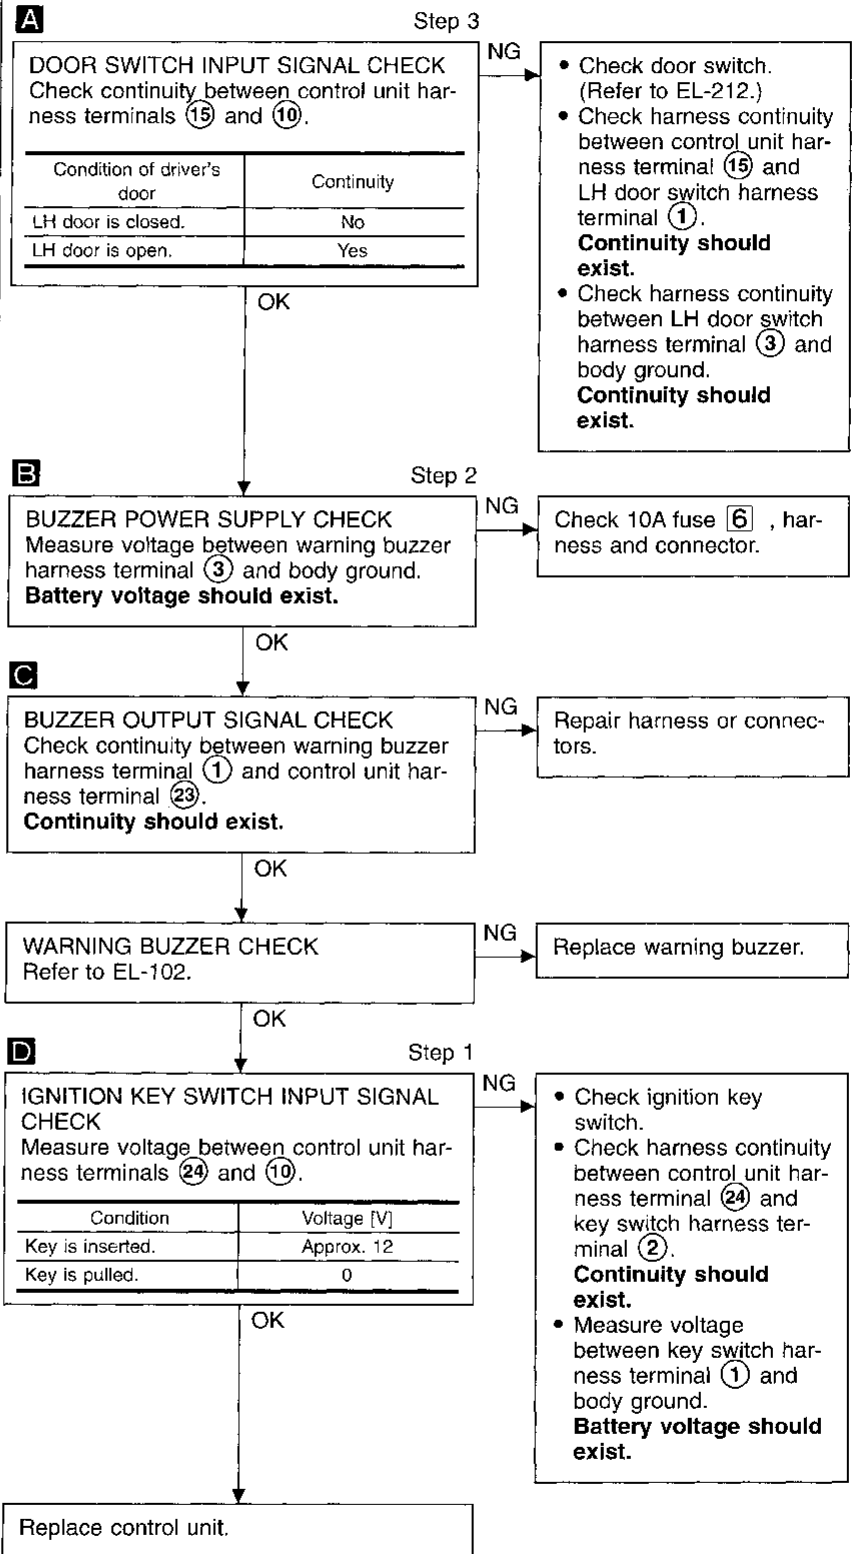 A
Step 3
DOOR SWITCH INPUT SIGNAL CHECK
Check continuity between control unit har-
ness terminals ⑮ and ⑩.
Condition of driver's
door
Continuity
LH door is closed.
No
LH door is open.
Yes
NG
• Check door switch.
(Refer to EL-212.)
• Check harness continuity
between control unit har-
ness terminal ⑮ and
LH door switch harness
terminal ①.
Continuity should
exist.
• Check harness continuity
between LH door switch
harness terminal ③ and
body ground.
Continuity should
exist.
OK
B
Step 2
BUZZER POWER SUPPLY CHECK
Measure voltage between warning buzzer
harness terminal ③ and body ground.
Battery voltage should exist.
NG
Check 10A fuse 6 , har-
ness and connector.
OK
C
BUZZER OUTPUT SIGNAL CHECK
Check continuity between warning buzzer
harness terminal ① and control unit har-
ness terminal ㉓.
Continuity should exist.
NG
Repair harness or connec-
tors.
OK
WARNING BUZZER CHECK
Refer to EL-102.
NG
Replace warning buzzer.
OK
D
Step 1
IGNITION KEY SWITCH INPUT SIGNAL
CHECK
Measure voltage between control unit har-
ness terminals ㉔ and ⑩.
Condition
Voltage [V]
Key is inserted.
Approx. 12
Key is pulled.
0
NG
• Check ignition key
switch.
• Check harness continuity
between control unit har-
ness terminal ㉔ and
key switch harness ter-
minal ②.
Continuity should
exist.
• Measure voltage
between key switch har-
ness terminal ① and
body ground.
Battery voltage should
exist.
OK
Replace control unit.